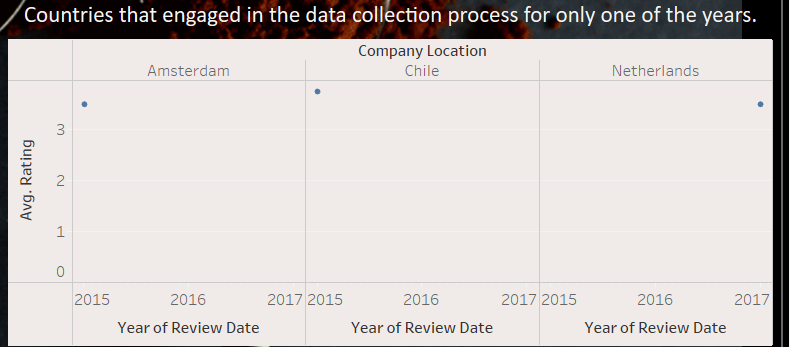 Countries that engaged in the data collection process for only one of the years.
Company Location
Amsterdam Chile Netherlands
Avg. Rating
3
2
1
0
2015 2016 2017 2015 2016 2017 2015 2016 2017
Year of Review Date Year of Review Date Year of Review Date